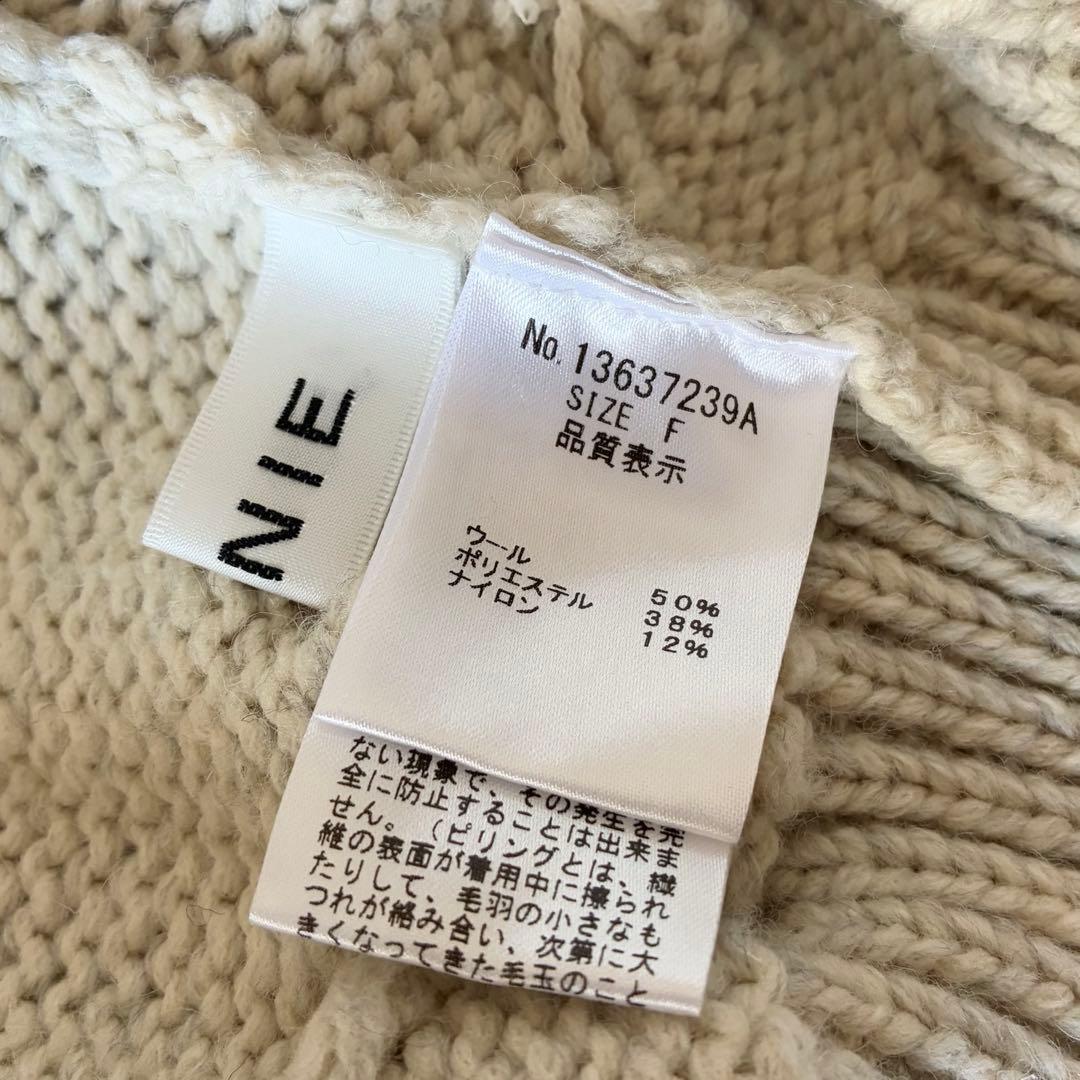 NIE
No. 13637239A
SIZE F
品質表示
ウール 50%
ポリエステル 38%
ナイロン 12%
ない現象で、その発生を完
全に防止することは出来ま
せん。（ピリングとは、繊
維の表面が着用中に擦られ
たりして、毛羽の小さなも
つれが絡み合い、次第に大
きくなってきた毛玉のこと